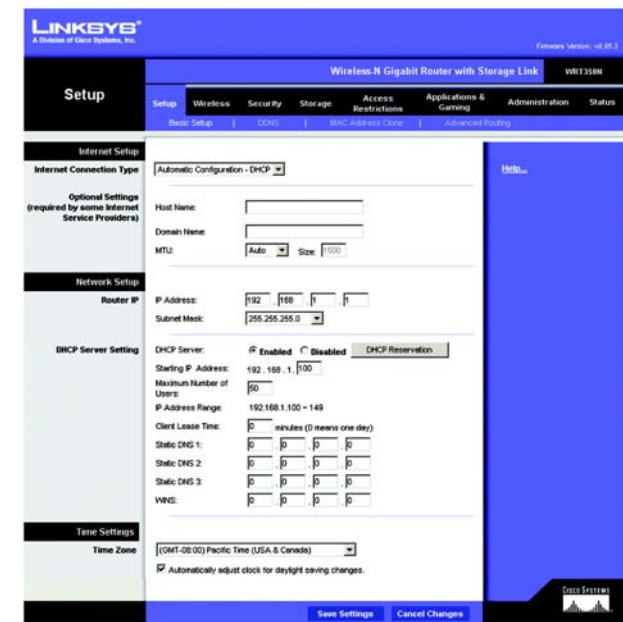 LINKSYS®
A Division of Cisco Systems, Inc.
Firmware Version: v0.85.3
Wireless-N Gigabit Router with Storage Link WRT350N
Setup
Setup Wireless Security Storage Access Restrictions Applications & Gaming Administration Status
Basic Setup | DDNS | MAC Address Clone | Advanced Routing
Internet Setup
Internet Connection Type Automatic Configuration - DHCP
Help...
Optional Settings
(required by some Internet
Service Providers)
Host Name:
Domain Name:
MTU: Auto Size: 1500
Network Setup
Router IP IP Address: 192 . 168 . 1 . 1
Subnet Mask: 255.255.255.0
DHCP Server Setting DHCP Server: Enabled Disabled DHCP Reservation
Starting IP Address: 192 . 168 . 1. 100
Maximum Number of
Users: 50
IP Address Range: 192.168.1.100 ~ 149
Client Lease Time: 0 minutes (0 means one day)
Static DNS 1: 0 . 0 . 0 . 0
Static DNS 2: 0 . 0 . 0 . 0
Static DNS 3: 0 . 0 . 0 . 0
WINS: 0 . 0 . 0 . 0
Time Settings
Time Zone (GMT-08:00) Pacific Time (USA & Canada)
Automatically adjust clock for daylight saving changes.
Save Settings Cancel Changes
CISCO SYSTEMS